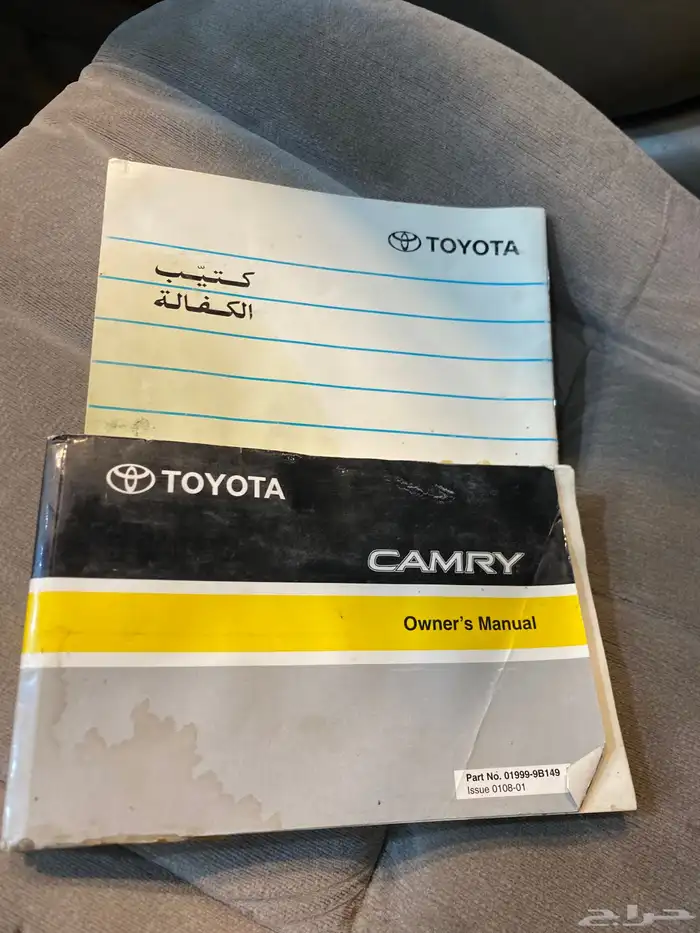 TOYOTA
كتيّب
الكفالة
TOYOTA
CAMRY
Owner's Manual
Part No. 01999-9B149
Issue 0108-01
حراج